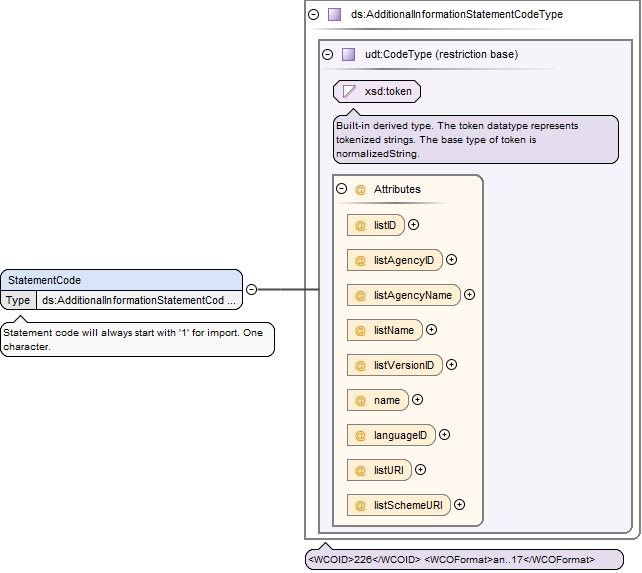 ds:AdditionalInformationStatementCodeType
udt:CodeType (restriction base)
xsd:token
Built-in derived type. The token datatype represents
tokenized strings. The base type of token is
normalizedString.
@ Attributes
@ listID
@ listAgencyID
@ listAgencyName
@ listName
@ listVersionID
@ name
@ languageID
@ listURI
@ listSchemeURI
StatementCode
Type ds:AdditionalInformationStatementCod ...
Statement code will always start with '1' for import. One
character.
<WCOID>226</WCOID> <WCOFormat>an..17</WCOFormat>